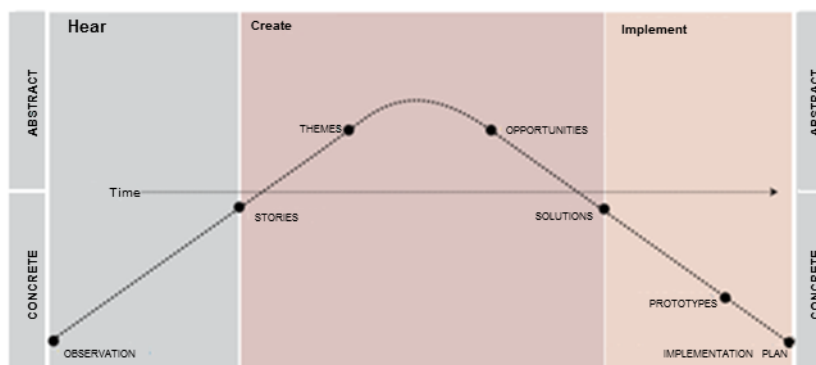 Hear
Create
Implement
ABSTRACT
ABSTRACT
THEMES
OPPORTUNITIES
Time
STORIES
SOLUTIONS
CONCRETE
CONCRETE
PROTOTYPES
OBSERVATION
IMPLEMENTATION PLAN